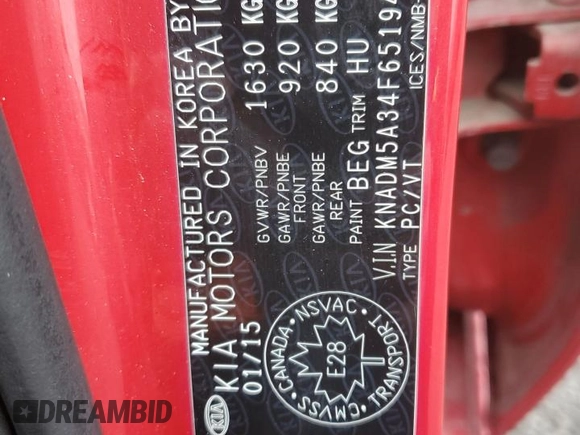 MANUFACTURED IN KOREA BY
KIA MOTORS CORPORATION
01/15
GVWR/PNBV 1630 KG
GAWR/PNBE FRONT 920 KG
GAWR/PNBE REAR 840 KG
PAINT BEG TRIM HU
V.I.N KNADM5A34F65194
TYPE PC/VT ICES/NMB-
CMVSS • CANADA • NSVAC • TRANSPORT •
E28
KIA
DREAMBID